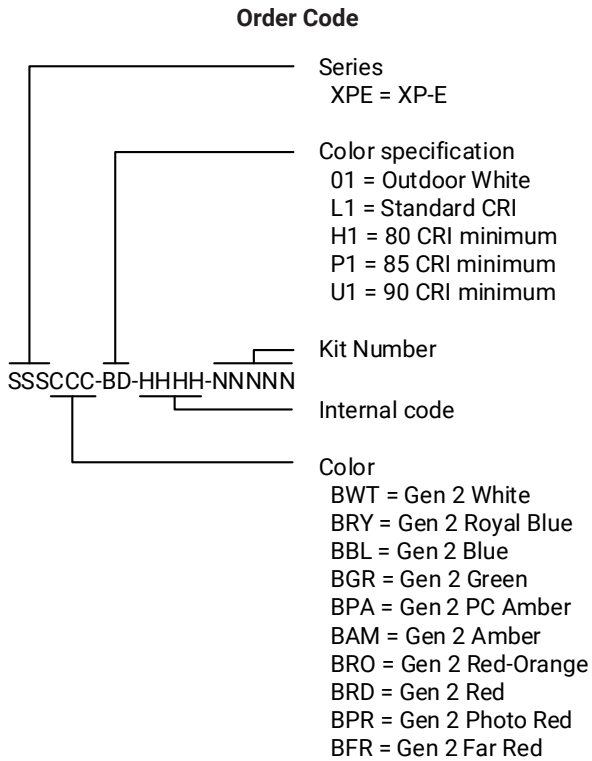 Order Code
Series
XPE = XP-E
Color specification
01 = Outdoor White
L1 = Standard CRI
H1 = 80 CRI minimum
P1 = 85 CRI minimum
U1 = 90 CRI minimum
Kit Number
SSSCCC-BD-HHHH-NNNNN
Internal code
Color
BWT = Gen 2 White
BRY = Gen 2 Royal Blue
BBL = Gen 2 Blue
BGR = Gen 2 Green
BPA = Gen 2 PC Amber
BAM = Gen 2 Amber
BRO = Gen 2 Red-Orange
BRD = Gen 2 Red
BPR = Gen 2 Photo Red
BFR = Gen 2 Far Red